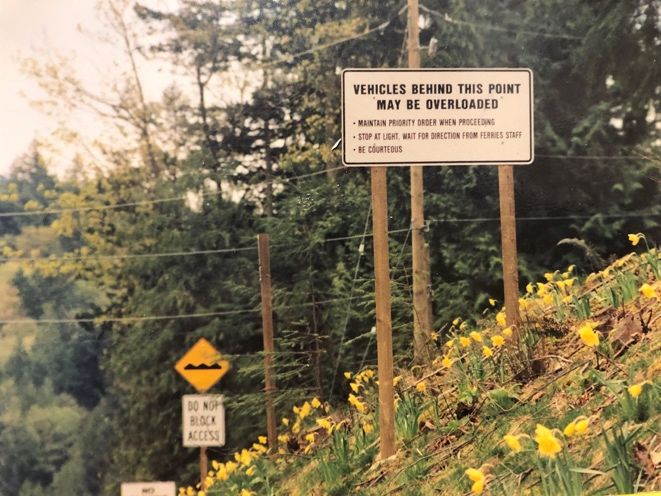 VEHICLES BEHIND THIS POINT
MAY BE OVERLOADED
• MAINTAIN PRIORITY ORDER WHEN PROCEEDING
• STOP AT LIGHT. WAIT FOR DIRECTION FROM FERRIES STAFF
• BE COURTEOUS
DO NOT
BLOCK
ACCESS
NO